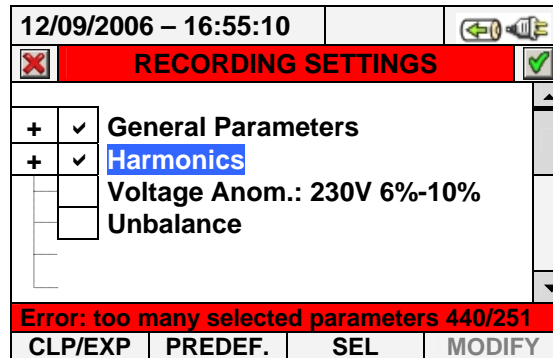 12/09/2006 – 16:55:10
RECORDING SETTINGS
+ General Parameters
+ Harmonics
Voltage Anom.: 230V 6%-10%
Unbalance
Error: too many selected parameters 440/251
CLP/EXP PREDEF. SEL MODIFY